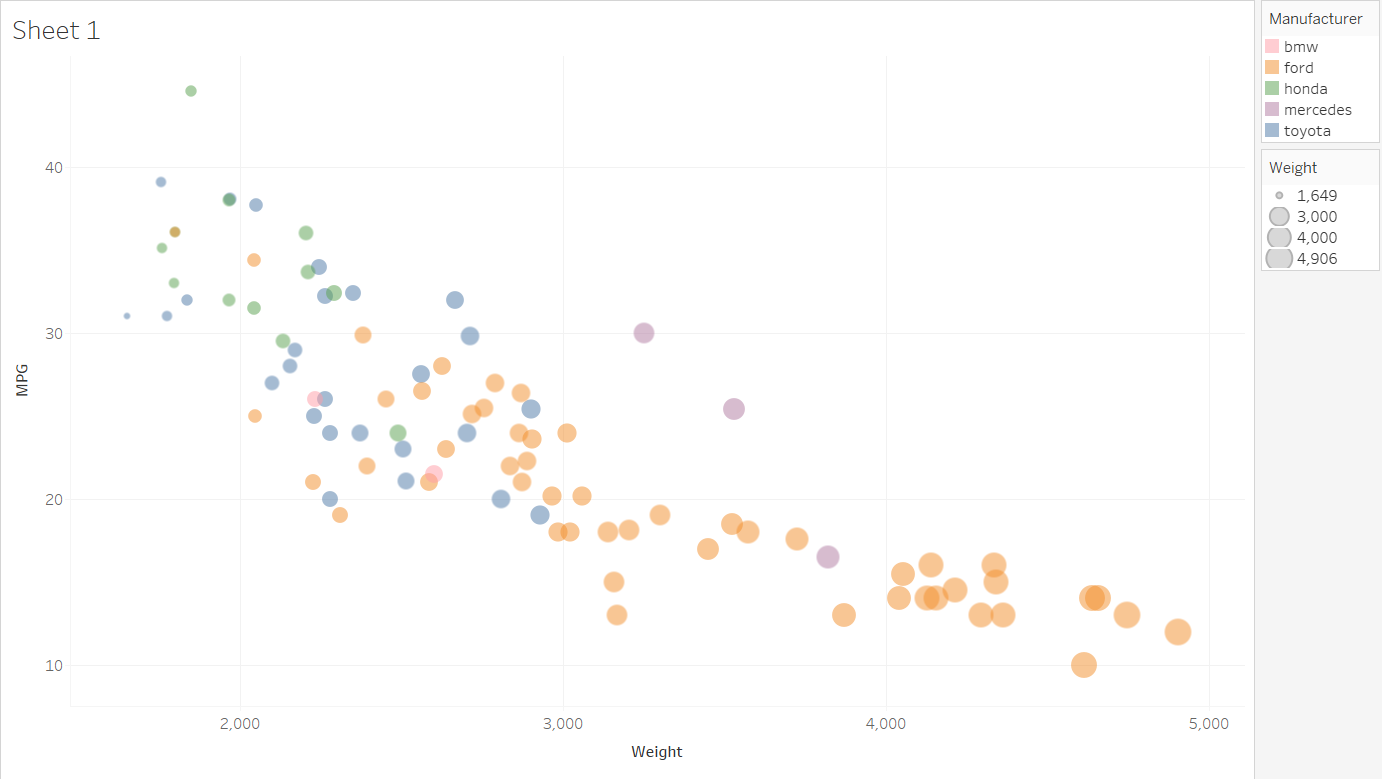 Sheet 1
Manufacturer
bmw
ford
honda
mercedes
toyota
Weight
1,649
3,000
4,000
4,906
MPG
40
30
20
10
2,000
3,000
4,000
5,000
Weight